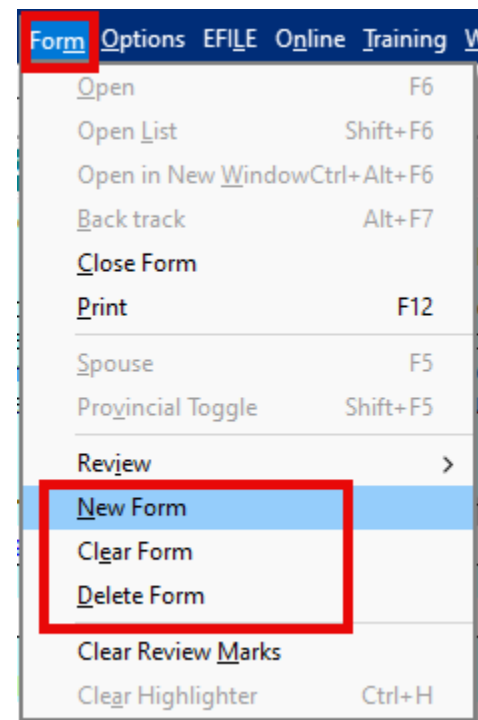 Form Options EFILE Online Training
Open F6
Open List Shift+F6
Open in New Window Ctrl+Alt+F6
Back track Alt+F7
Close Form
Print F12
Spouse F5
Provincial Toggle Shift+F5
Review >
New Form
Clear Form
Delete Form
Clear Review Marks
Clear Highlighter Ctrl+H